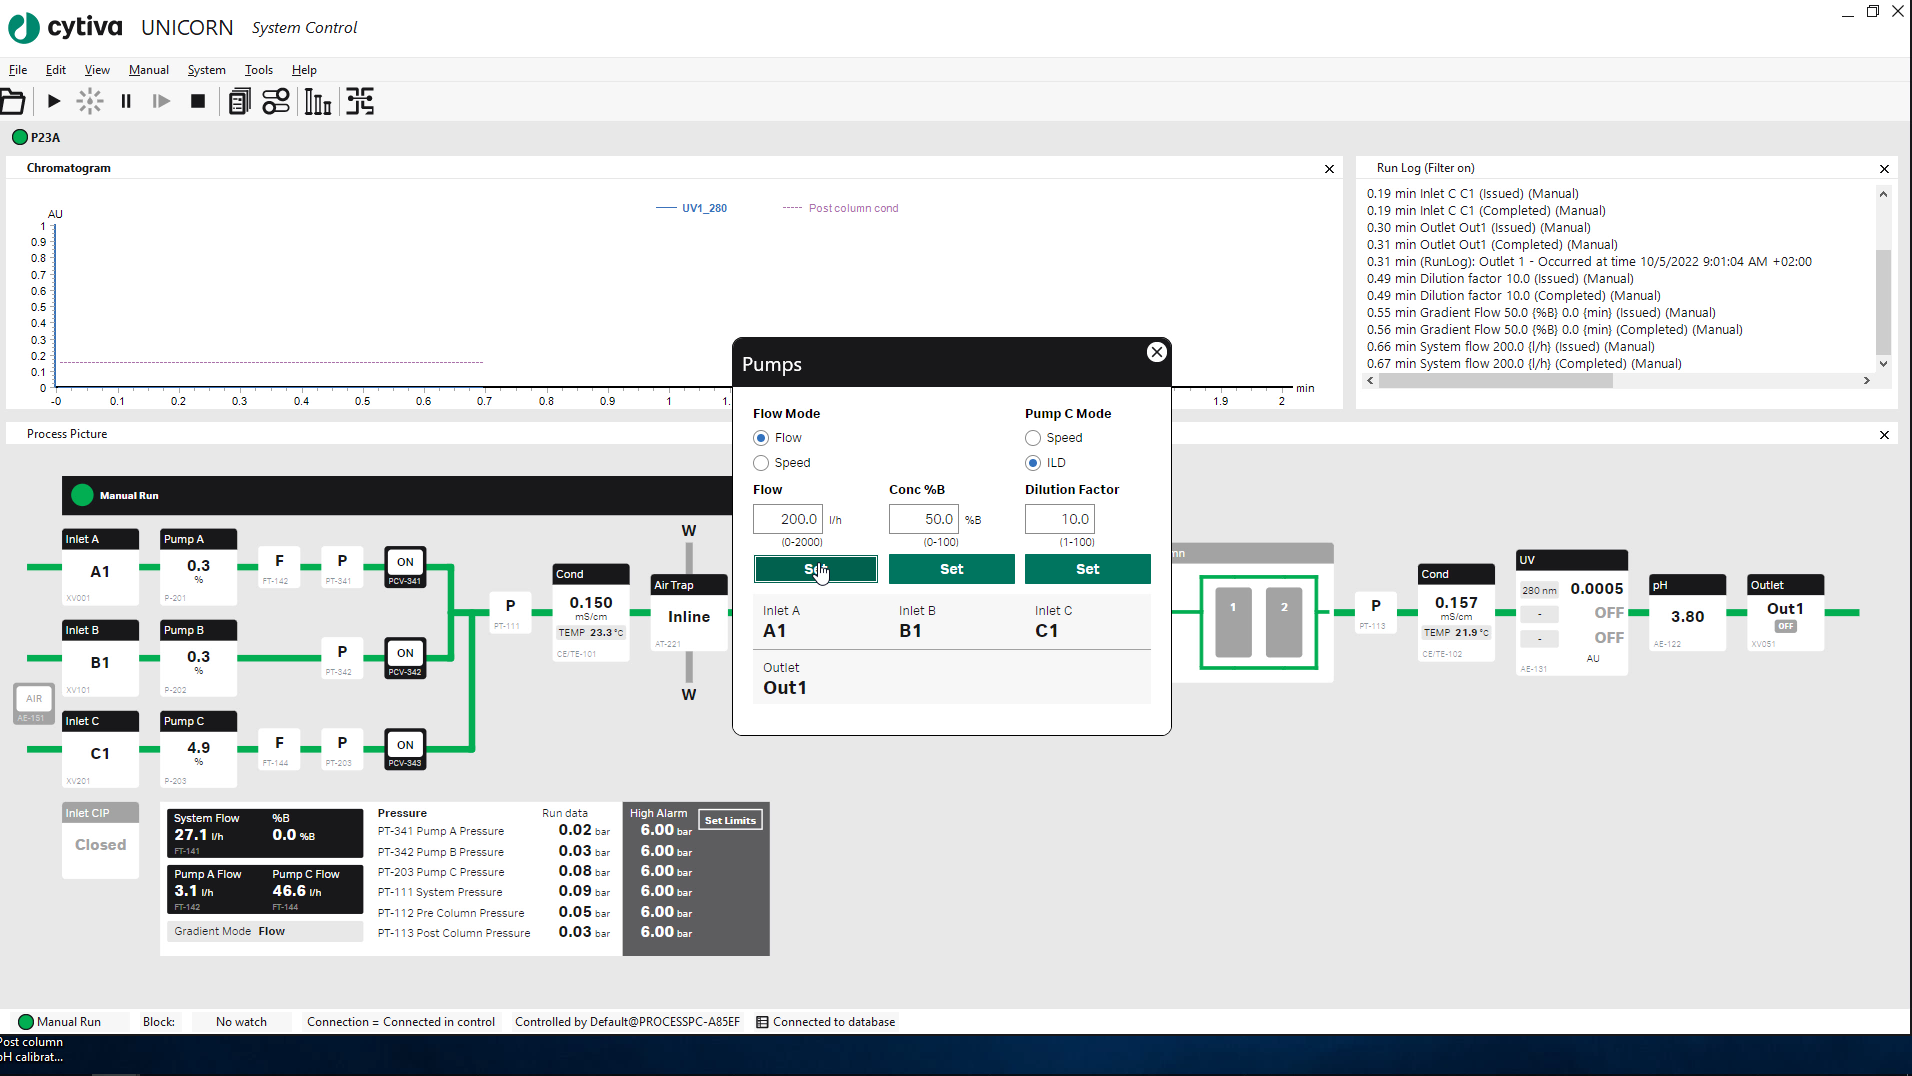 cytiva UNICORN System Control
File Edit View Manual System Tools Help
P23A
Chromatogram
UV1_280 Post column cond
AU
1
0.9
0.8
0.7
0.6
0.5
0.4
0.3
0.2
0.1
0
-0 0.1 0.2 0.3 0.4 0.5 0.6 0.7 0.8 0.9 1 1. 1.9 2
min
Run Log (Filter on)
0.19 min Inlet C C1 (Issued) (Manual)
0.19 min Inlet C C1 (Completed) (Manual)
0.30 min Outlet Out1 (Issued) (Manual)
0.31 min Outlet Out1 (Completed) (Manual)
0.31 min (RunLog): Outlet 1 - Occurred at time 10/5/2022 9:01:04 AM +02:00
0.49 min Dilution factor 10.0 (Issued) (Manual)
0.49 min Dilution factor 10.0 (Completed) (Manual)
0.55 min Gradient Flow 50.0 {%B} 0.0 {min} (Issued) (Manual)
0.56 min Gradient Flow 50.0 {%B} 0.0 {min} (Completed) (Manual)
0.66 min System flow 200.0 {l/h} (Issued) (Manual)
0.67 min System flow 200.0 {l/h} (Completed) (Manual)
Process Picture
Manual Run
Pumps
Flow Mode Pump C Mode
Flow Speed
Speed ILD
Flow Conc %B Dilution Factor
200.0 l/h 50.0 %B 10.0
(0-2000) (0-100) (1-100)
Set Set Set
Inlet A Inlet B Inlet C
A1 B1 C1
Outlet
Out1
Inlet A
A1
XV001
Pump A
0.3
%
P-201
F
FT-142
P
PT-341
ON
PCV-341
Inlet B
B1
XV101
Pump B
0.3
%
P-202
P
PT-342
ON
PCV-342
AIR
AE-151
Inlet C
C1
XV201
Pump C
4.9
%
P-203
F
FT-144
P
PT-203
ON
PCV-343
P
PT-111
Cond
0.150
mS/cm
TEMP 23.3 °C
CE/TE-101
W
Air Trap
Inline
AT-221
W
mn
1 2
P
PT-113
Cond
0.157
mS/cm
TEMP 21.9 °C
CE/TE-102
UV
280 nm 0.0005
- OFF
- OFF
AU
AE-131
pH
3.80
AE-122
Outlet
Out1
OFF
XV051
Inlet CIP
Closed
System Flow %B
27.1 l/h 0.0 %B
FT-141
Pump A Flow Pump C Flow
3.1 l/h 46.6 l/h
FT-142 FT-144
Gradient Mode Flow
Pressure Run data High Alarm Set Limits
PT-341 Pump A Pressure 0.02 bar 6.00 bar
PT-342 Pump B Pressure 0.03 bar 6.00 bar
PT-203 Pump C Pressure 0.08 bar 6.00 bar
PT-111 System Pressure 0.09 bar 6.00 bar
PT-112 Pre Column Pressure 0.05 bar 6.00 bar
PT-113 Post Column Pressure 0.03 bar 6.00 bar
Manual Run Block: No watch Connection = Connected in control Controlled by Default@PROCESSPC-A85EF Connected to database
Post column
pH calibrat...